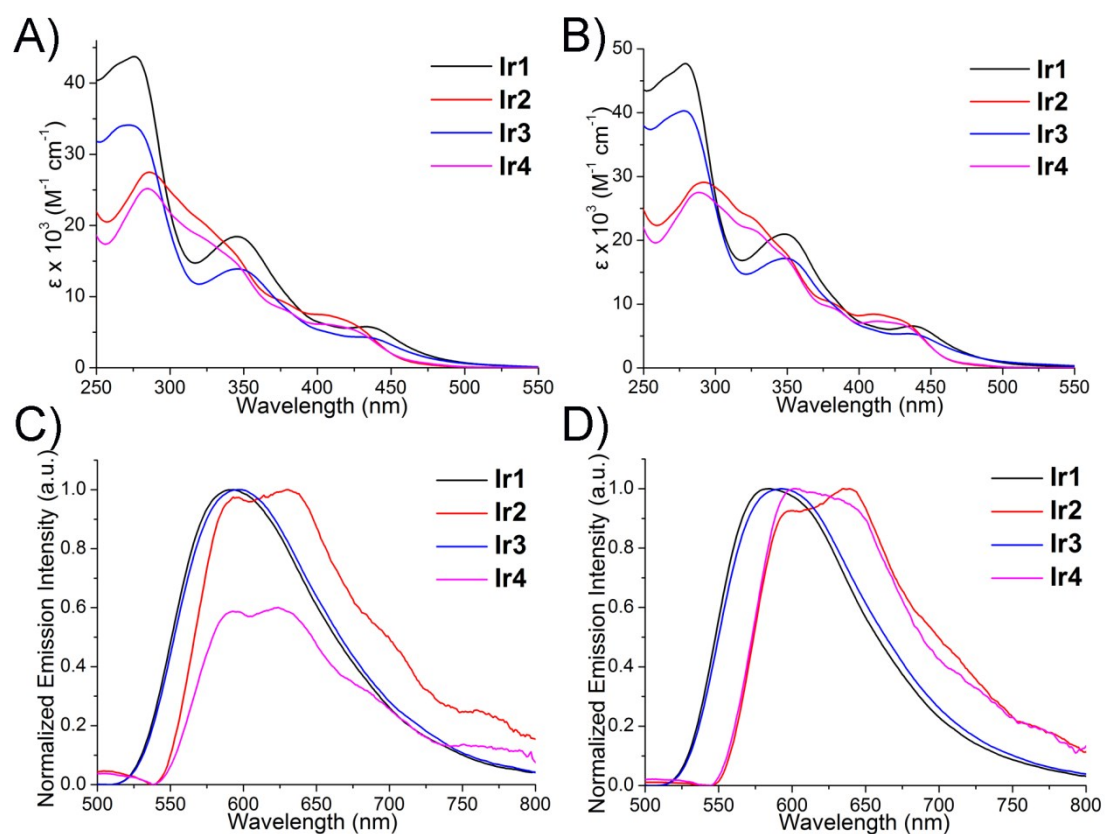 A)
ε x 10³ (M⁻¹ cm⁻¹)
40
30
20
10
0
250 300 350 400 450 500 550
Wavelength (nm)
Ir1
Ir2
Ir3
Ir4
B)
ε x 10³ (M⁻¹ cm⁻¹)
50
40
30
20
10
0
250 300 350 400 450 500 550
Wavelength (nm)
Ir1
Ir2
Ir3
Ir4
C)
Normalized Emission Intensity (a.u.)
1.0
0.8
0.6
0.4
0.2
0.0
500 550 600 650 700 750 800
Wavelength (nm)
Ir1
Ir2
Ir3
Ir4
D)
Normalized Emission Intensity (a.u.)
1.0
0.8
0.6
0.4
0.2
0.0
500 550 600 650 700 750 800
Wavelength (nm)
Ir1
Ir2
Ir3
Ir4